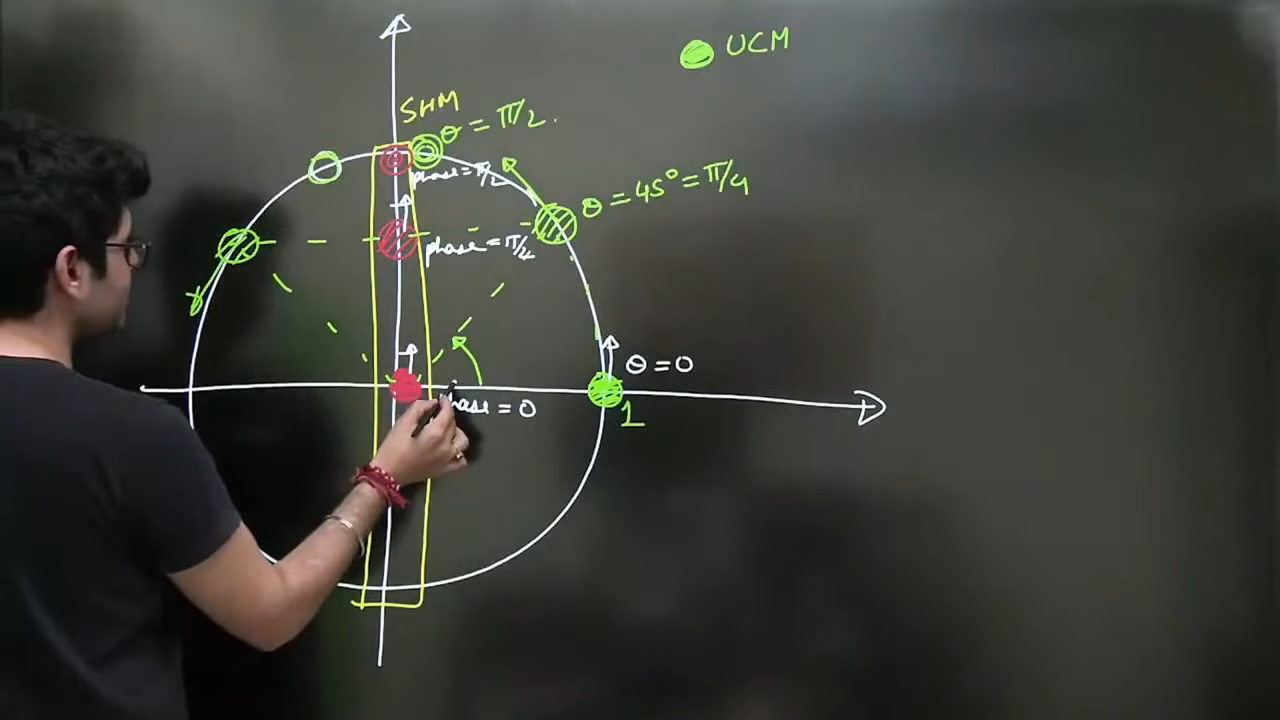 UCM
SHM
θ = π/2.
phase = π/2
θ = 45° = π/4
phase = π/4
θ = 0
phase = 0
1